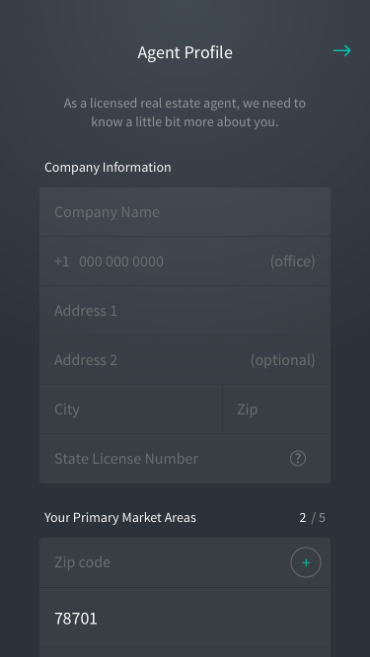 Agent Profile
As a licensed real estate agent, we need to
know a little bit more about you.
Company Information
Company Name
+1 000 000 0000 (office)
Address 1
Address 2 (optional)
City Zip
State License Number ?
Your Primary Market Areas 2 / 5
Zip code +
78701